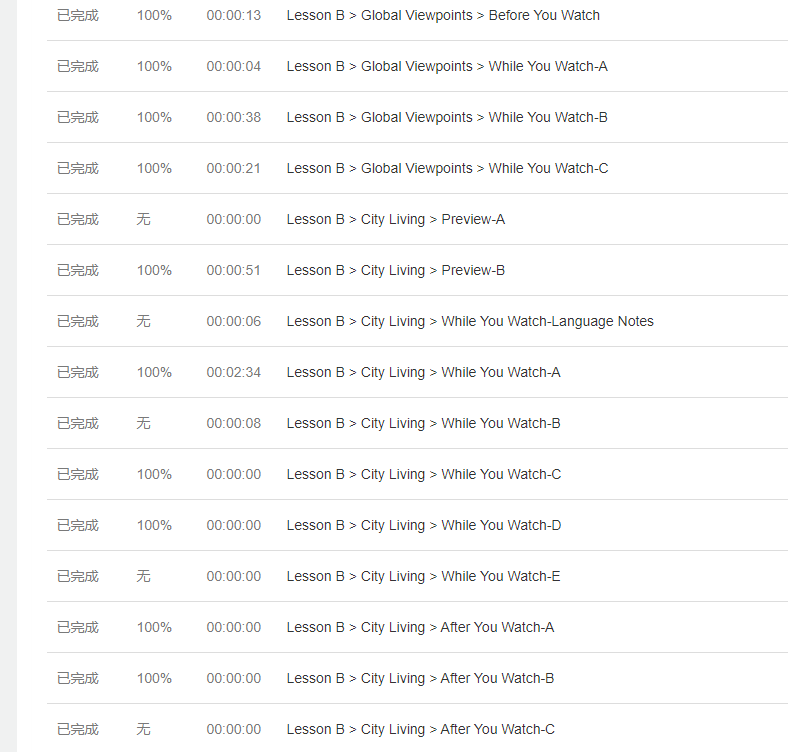 已完成 100% 00:00:13 Lesson B > Global Viewpoints > Before You Watch
已完成 100% 00:00:04 Lesson B > Global Viewpoints > While You Watch-A
已完成 100% 00:00:38 Lesson B > Global Viewpoints > While You Watch-B
已完成 100% 00:00:21 Lesson B > Global Viewpoints > While You Watch-C
已完成 无 00:00:00 Lesson B > City Living > Preview-A
已完成 100% 00:00:51 Lesson B > City Living > Preview-B
已完成 无 00:00:06 Lesson B > City Living > While You Watch-Language Notes
已完成 100% 00:02:34 Lesson B > City Living > While You Watch-A
已完成 无 00:00:08 Lesson B > City Living > While You Watch-B
已完成 100% 00:00:00 Lesson B > City Living > While You Watch-C
已完成 100% 00:00:00 Lesson B > City Living > While You Watch-D
已完成 无 00:00:00 Lesson B > City Living > While You Watch-E
已完成 100% 00:00:00 Lesson B > City Living > After You Watch-A
已完成 100% 00:00:00 Lesson B > City Living > After You Watch-B
已完成 无 00:00:00 Lesson B > City Living > After You Watch-C